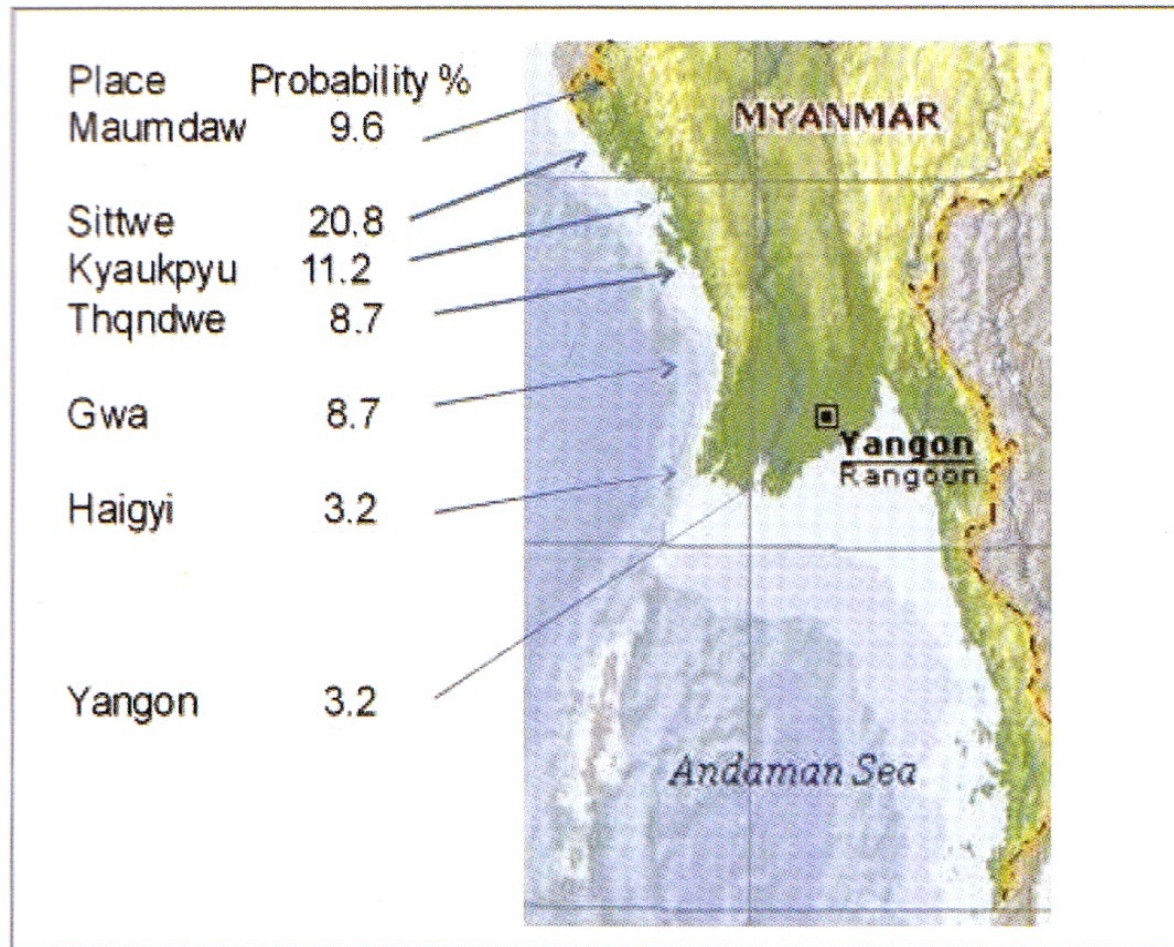 Place Probability %
Maumdaw 9.6
Sittwe 20.8
Kyaukpyu 11.2
Thqndwe 8.7
Gwa 8.7
Haigyi 3.2
Yangon 3.2
MYANMAR
Yangon
Rangoon
Andaman Sea